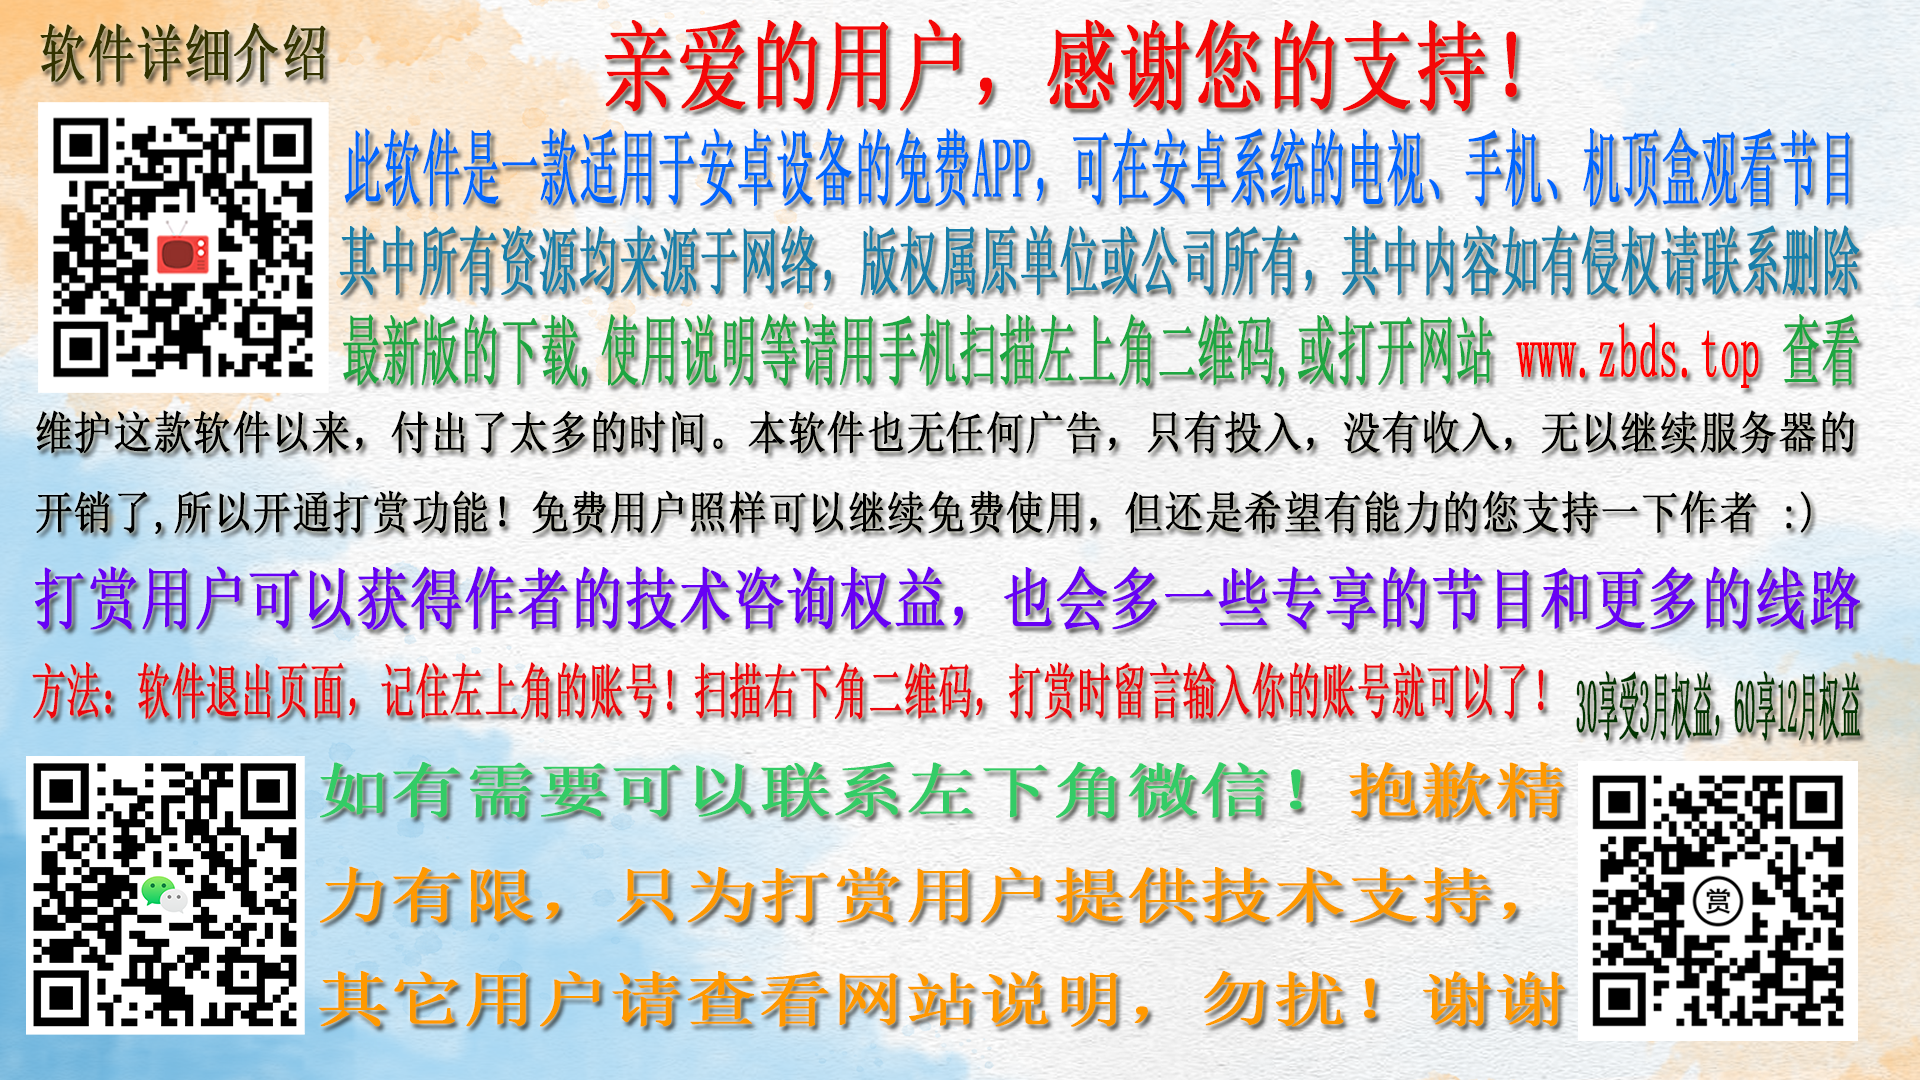 软件详细介绍
亲爱的用户，感谢您的支持！
此软件是一款适用于安卓设备的免费APP，可在安卓系统的电视、手机、机顶盒观看节目
其中所有资源均来源于网络，版权属原单位或公司所有，其中内容如有侵权请联系删除
最新版的下载,使用说明等请用手机扫描左上角二维码,或打开网站 www.zbds.top 查看
维护这款软件以来，付出了太多的时间。本软件也无任何广告，只有投入，没有收入，无以继续服务器的
开销了,所以开通打赏功能！免费用户照样可以继续免费使用，但还是希望有能力的您支持一下作者 :)
打赏用户可以获得作者的技术咨询权益，也会多一些专享的节目和更多的线路
方法：软件退出页面，记住左上角的账号！扫描右下角二维码，打赏时留言输入你的账号就可以了！
30享受3月权益，60享12月权益
如有需要可以联系左下角微信！抱歉精
力有限，只为打赏用户提供技术支持，
其它用户请查看网站说明，勿扰！谢谢
赏